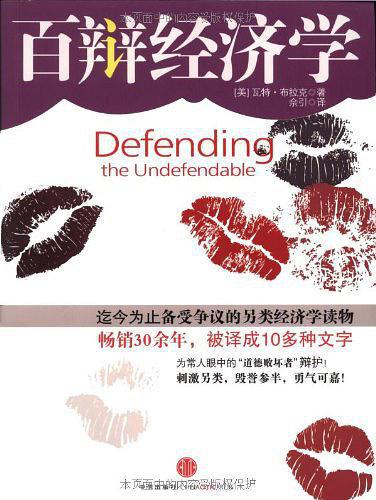 本页面中的内容受版权保护
百辩经济学
[美] 瓦特·布拉克 著
余引 译
Defending
the Undefendable
迄今为止备受争议的另类经济学读物
畅销30余年，被译成10多种文字
为常人眼中的“道德败坏者”辩护！
刺激另类，毁誉参半，勇气可嘉！
本页面中的内容受版权保护